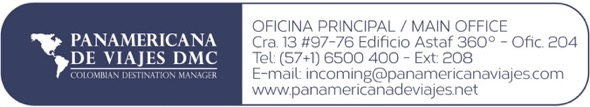 PANAMERICANA
DE VIAJES DMC
COLOMBIAN DESTINATION MANAGER
OFICINA PRINCIPAL / MAIN OFFICE
Cra. 13 #97-76 Edificio Astaf 360° - Ofic. 204
Tel: (57+1) 6500 400 - Ext: 208
E-mail: incoming@panamericanaviajes.com
www.panamericanadeviajes.net